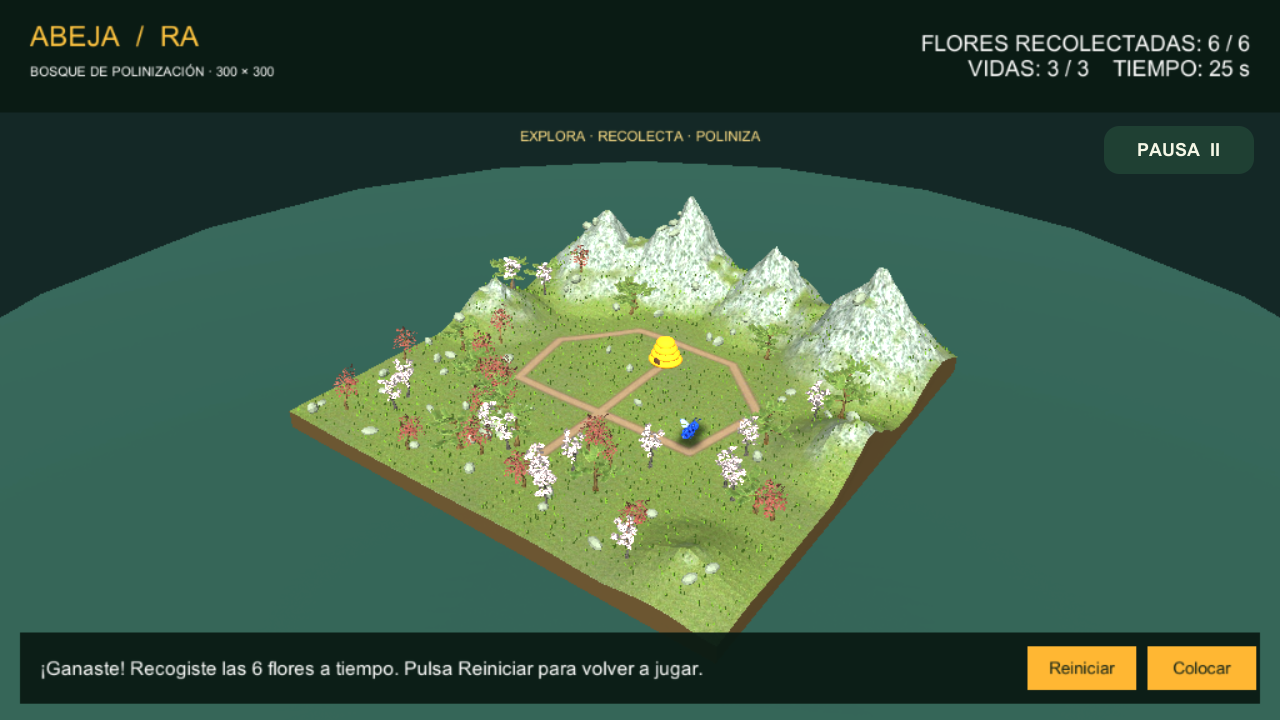 ABEJA / RA
BOSQUE DE POLINIZACIÓN · 300 × 300
FLORES RECOLECTADAS: 6 / 6
VIDAS: 3 / 3 TIEMPO: 25 s
EXPLORA · RECOLECTA · POLINIZA
PAUSA II
¡Ganaste! Recogiste las 6 flores a tiempo. Pulsa Reiniciar para volver a jugar.
Reiniciar
Colocar